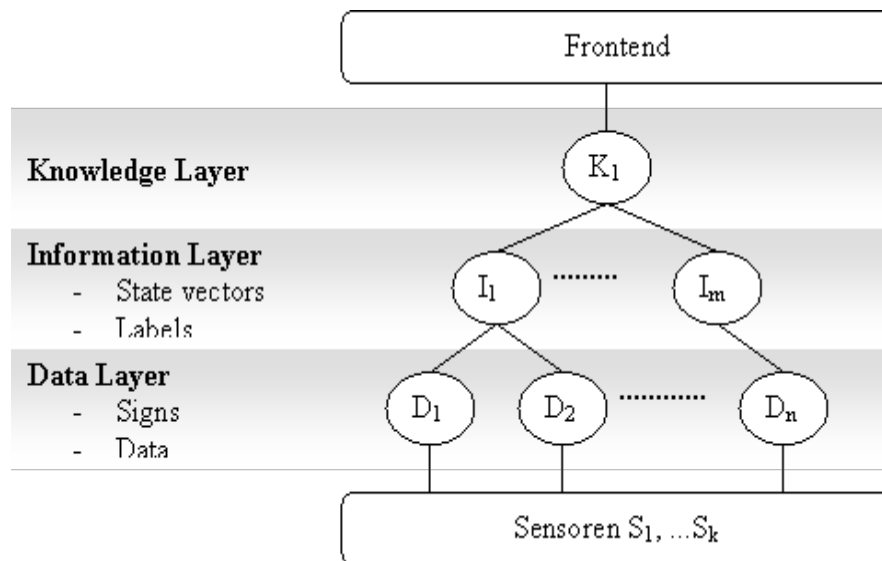 Frontend
Knowledge Layer
K1
Information Layer
- State vectors
- Labels
I1 ......... Im
Data Layer
- Signs
- Data
D1 D2 ............ Dn
Sensoren S1, ...Sk